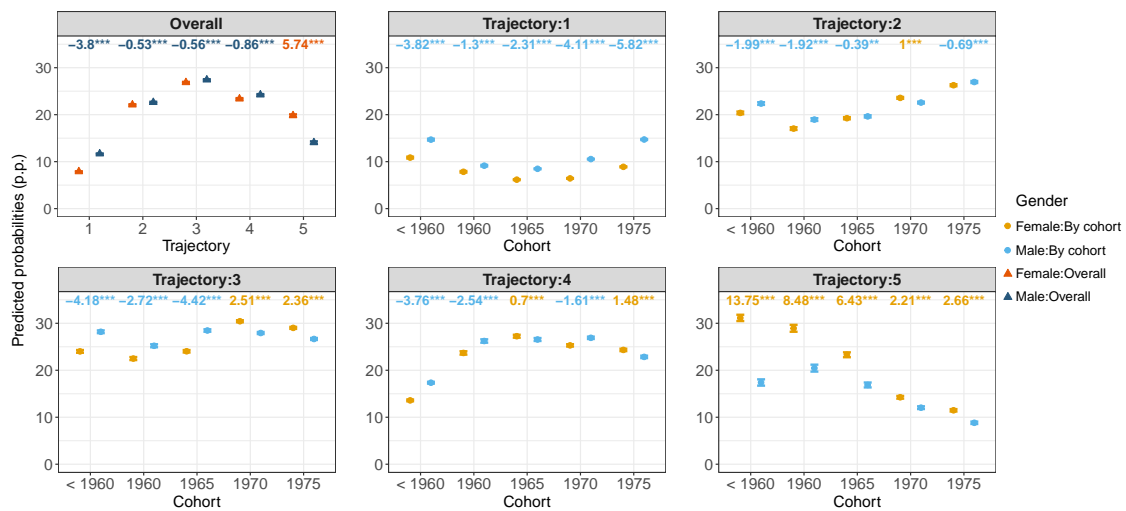 Overall
Trajectory:1
Trajectory:2
−3.8*** −0.53*** −0.56*** −0.86*** 5.74***
−3.82*** −1.3*** −2.31*** −4.11*** −5.82***
−1.99*** −1.92*** −0.39** 1*** −0.69***
30
20
10
0
30
20
10
0
30
20
10
0
1 2 3 4 5
< 1960 1960 1965 1970 1975
< 1960 1960 1965 1970 1975
Trajectory
Cohort
Cohort
Predicted probabilities (p.p.)
Trajectory:3
Trajectory:4
Trajectory:5
−4.18*** −2.72*** −4.42*** 2.51*** 2.36***
−3.76*** −2.54*** 0.7*** −1.61*** 1.48***
13.75*** 8.48*** 6.43*** 2.21*** 2.66***
30
20
10
0
30
20
10
0
30
20
10
0
< 1960 1960 1965 1970 1975
< 1960 1960 1965 1970 1975
< 1960 1960 1965 1970 1975
Cohort
Cohort
Cohort
Gender
Female:By cohort
Male:By cohort
Female:Overall
Male:Overall